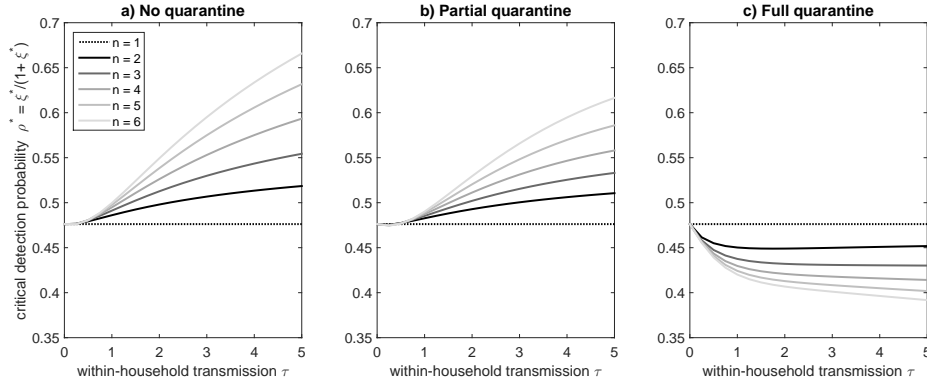 a) No quarantine
b) Partial quarantine
c) Full quarantine
critical detection probability ρ* = ξ*/(1+ ξ*)
0.7
0.65
0.6
0.55
0.5
0.45
0.4
0.35
n = 1
n = 2
n = 3
n = 4
n = 5
n = 6
0 1 2 3 4 5
within-household transmission τ
0.7
0.65
0.6
0.55
0.5
0.45
0.4
0.35
0 1 2 3 4 5
within-household transmission τ
0.7
0.65
0.6
0.55
0.5
0.45
0.4
0.35
0 1 2 3 4 5
within-household transmission τ